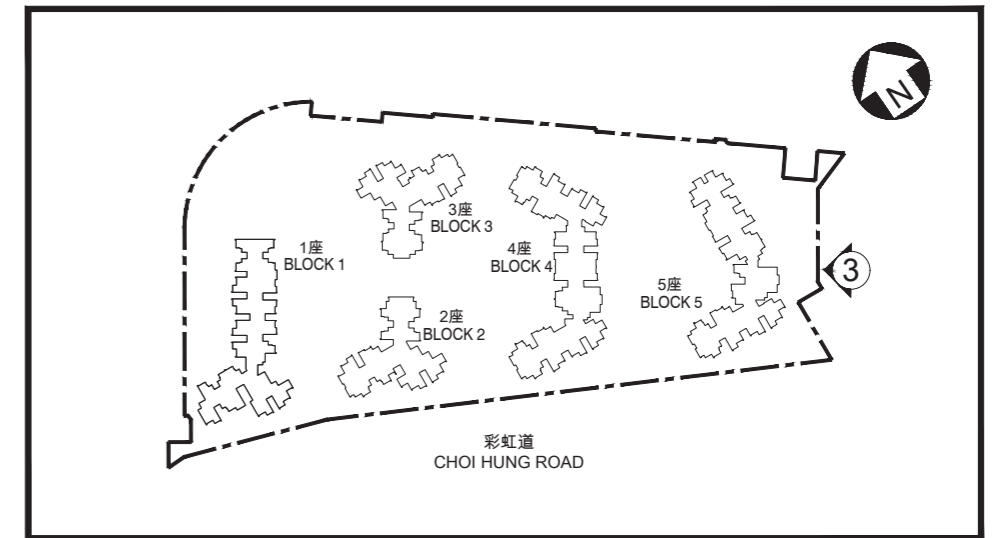 N
3座
BLOCK 3
1座
BLOCK 1
4座
BLOCK 4
3
5座
BLOCK 5
2座
BLOCK 2
彩虹道
CHOI HUNG ROAD